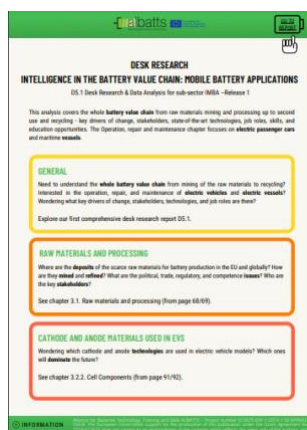 albatts
GO TO
REPORT
DESK RESEARCH
INTELLIGENCE IN THE BATTERY VALUE CHAIN: MOBILE BATTERY APPLICATIONS
D5.1 Desk Research & Data Analysis for sub-sector IMBA –Release 1
This analysis covers the whole battery value chain from raw materials mining and processing up to second
use and recycling - key drivers of change, stakeholders, state-of-the-art technologies, job roles, skills, and
education opportunities. The Operation, repair and maintenance chapter focuses on electric passenger cars
and maritime vessels.
GENERAL
Need to understand the whole battery value chain from mining of the raw materials to recycling?
Interested in the operation, repair, and maintenance of electric vehicles and electric vessels?
Wondering what key drivers of change, stakeholders, technologies, and job roles are there?
Explore our first comprehensive desk research report D5.1.
RAW MATERIALS AND PROCESSING
Where are the deposits of the scarce raw materials for battery production in the EU and globally? How
are they mined and refined? What are the political, trade, regulatory, and competence issues? Who are
the key stakeholders?
See chapter 3.1. Raw materials and processing (from page 68/69).
CATHODE AND ANODE MATERIALS USED IN EVS
Wondering which cathode and anode technologies are used in electric vehicle models? Which ones
will dominate the future?
See chapter 3.2.2. Cell Components (from page 91/92).
INFORMATION